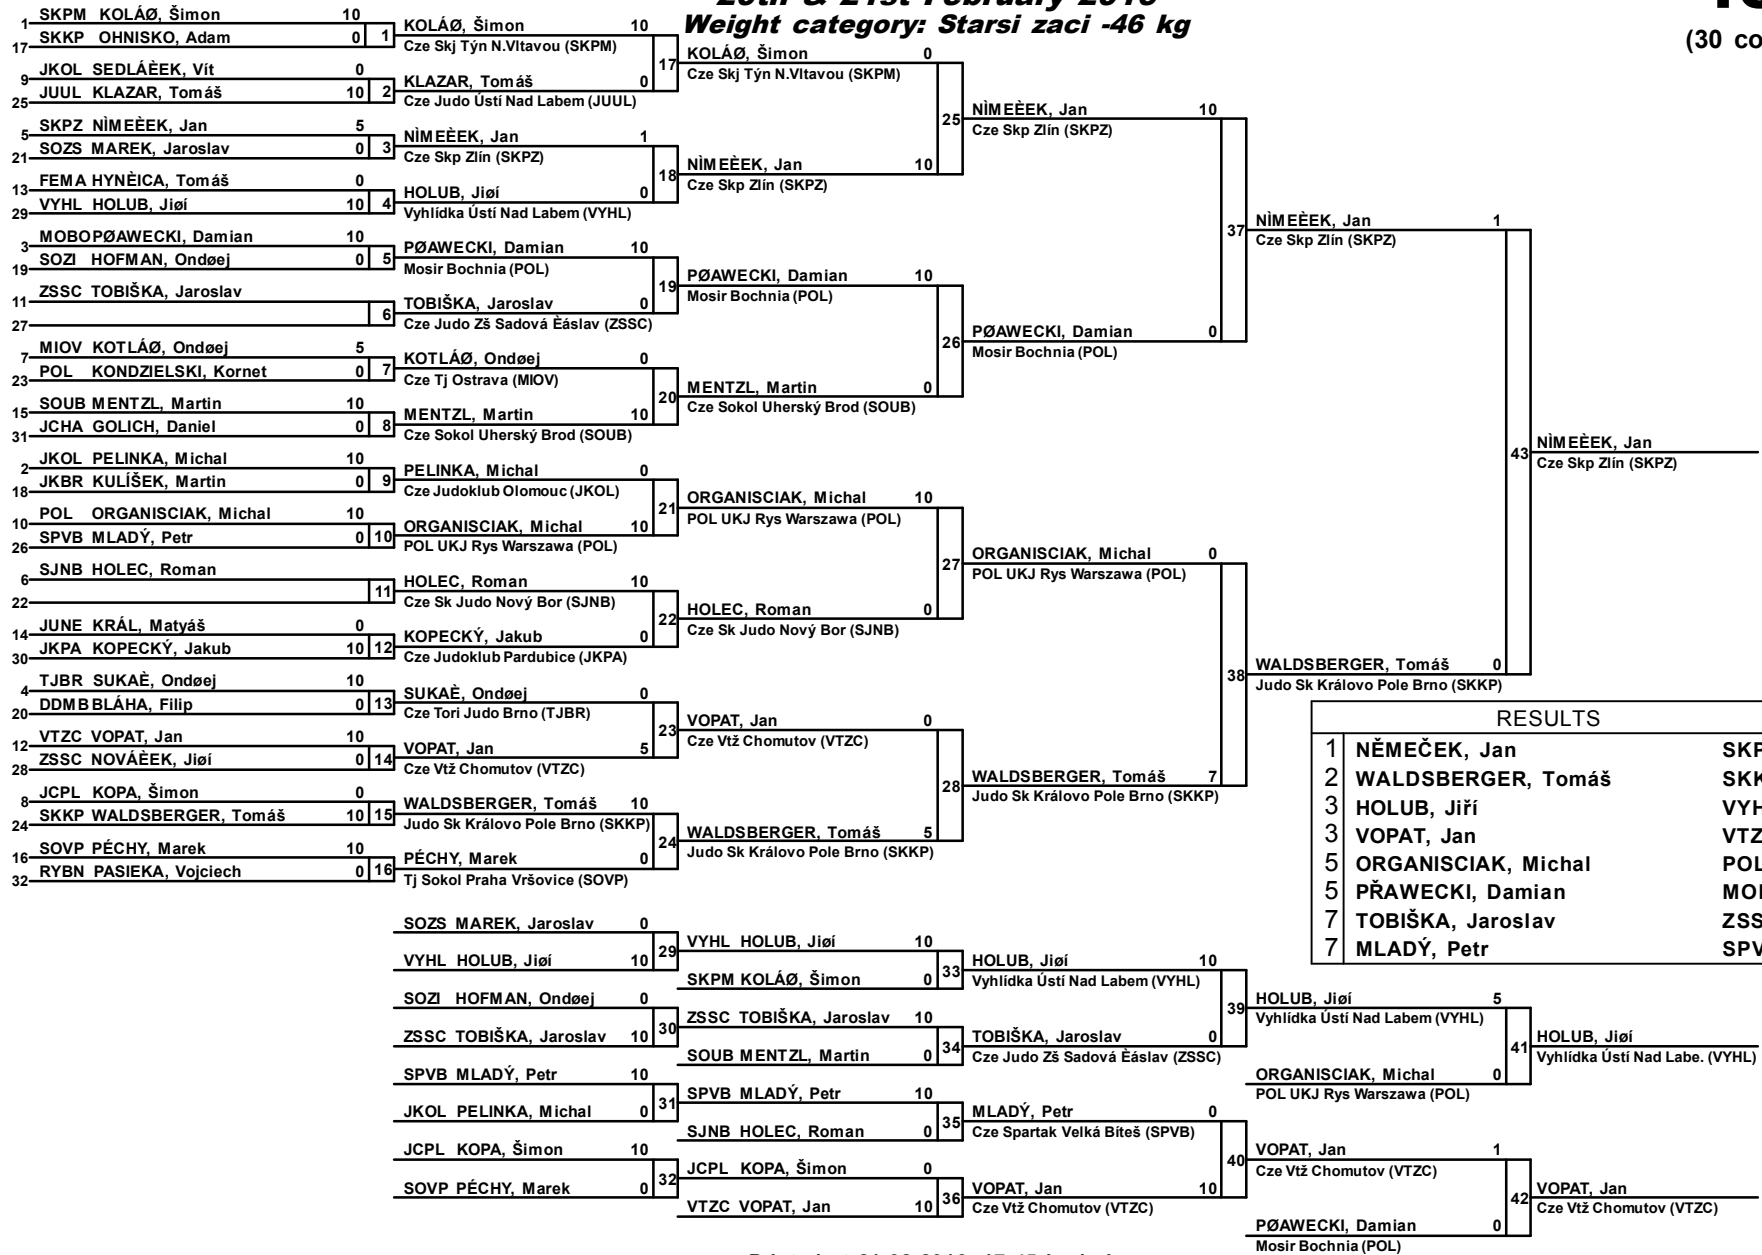 Weight category: Starsi zaci -46 kg
(30 co
1 SKPM KOLÁØ, Šimon 10
17 SKKP OHNISKO, Adam 0 1
9 JKOL SEDLÁÈEK, Vít 0
25 JUUL KLAZAR, Tomáš 10 2
5 SKPZ NÌMEÈEK, Jan 5
21 SOZS MAREK, Jaroslav 0 3
13 FEMA HYNÈICA, Tomáš 0
29 VYHL HOLUB, Jiøí 10 4
3 MOBO PØAWECKI, Damian 10
19 SOZI HOFMAN, Ondøej 0 5
11 ZSSC TOBIŠKA, Jaroslav
27 6
7 MIOV KOTLÁØ, Ondøej 5
23 POL KONDZIELSKI, Kornet 0 7
15 SOUB MENTZL, Martin 10
31 JCHA GOLICH, Daniel 0 8
2 JKOL PELINKA, Michal 10
18 JKBR KULÍŠEK, Martin 0 9
10 POL ORGANISCIAK, Michal 10
26 SPVB MLADÝ, Petr 0 10
6 SJNB HOLEC, Roman
22 11
14 JUNE KRÁL, Matyáš 0
30 JKPA KOPECKÝ, Jakub 10 12
4 TJBR SUKAÈ, Ondøej 10
20 DDMB BLÁHA, Filip 0 13
12 VTZC VOPAT, Jan 10
28 ZSSC NOVÁÈEK, Jiøí 0 14
8 JCPL KOPA, Šimon 0
24 SKKP WALDSBERGER, Tomáš 10 15
16 SOVP PÉCHY, Marek 10
32 RYBN PASIEKA, Vojciech 0 16
KOLÁØ, Šimon 10
Cze Skj Týn N.Vltavou (SKPM)
17
KLAZAR, Tomáš 0
Cze Judo Ústí Nad Labem (JUUL)
NÌMEÈEK, Jan 1
Cze Skp Zlín (SKPZ)
18
HOLUB, Jiøí 0
Vyhlídka Ústí Nad Labem (VYHL)
PØAWECKI, Damian 10
Mosir Bochnia (POL)
19
TOBIŠKA, Jaroslav 0
Cze Judo Zš Sadová Èáslav (ZSSC)
KOTLÁØ, Ondøej 0
Cze Tj Ostrava (MIOV)
20
MENTZL, Martin 10
Cze Sokol Uherský Brod (SOUB)
PELINKA, Michal 0
Cze Judoklub Olomouc (JKOL)
21
ORGANISCIAK, Michal 10
POL UKJ Rys Warszawa (POL)
HOLEC, Roman 10
Cze Sk Judo Nový Bor (SJNB)
22
KOPECKÝ, Jakub 0
Cze Judoklub Pardubice (JKPA)
SUKAÈ, Ondøej 0
Cze Tori Judo Brno (TJBR)
23
VOPAT, Jan 5
Cze Vtž Chomutov (VTZC)
WALDSBERGER, Tomáš 10
Judo Sk Královo Pole Brno (SKKP)
24
PÉCHY, Marek 0
Tj Sokol Praha Vršovice (SOVP)
KOLÁØ, Šimon 0
Cze Skj Týn N.Vltavou (SKPM)
25
NÌMEÈEK, Jan 10
Cze Skp Zlín (SKPZ)
PØAWECKI, Damian 10
Mosir Bochnia (POL)
26
MENTZL, Martin 0
Cze Sokol Uherský Brod (SOUB)
ORGANISCIAK, Michal 10
POL UKJ Rys Warszawa (POL)
27
HOLEC, Roman 0
Cze Sk Judo Nový Bor (SJNB)
VOPAT, Jan 0
Cze Vtž Chomutov (VTZC)
28
WALDSBERGER, Tomáš 5
Judo Sk Královo Pole Brno (SKKP)
NÌMEÈEK, Jan 10
Cze Skp Zlín (SKPZ)
37
PØAWECKI, Damian 0
Mosir Bochnia (POL)
ORGANISCIAK, Michal 0
POL UKJ Rys Warszawa (POL)
38
WALDSBERGER, Tomáš 7
Judo Sk Královo Pole Brno (SKKP)
NÌMEÈEK, Jan 1
Cze Skp Zlín (SKPZ)
43
WALDSBERGER, Tomáš 0
Judo Sk Královo Pole Brno (SKKP)
NÌMEÈEK, Jan
Cze Skp Zlín (SKPZ)
RESULTS
1 NĚMEČEK, Jan SKP
2 WALDSBERGER, Tomáš SKK
3 HOLUB, Jiří VYH
3 VOPAT, Jan VTZ
5 ORGANISCIAK, Michal POL
5 PŘAWECKI, Damian MO
7 TOBIŠKA, Jaroslav ZSS
7 MLADÝ, Petr SPV
SOZS MAREK, Jaroslav 0
29
VYHL HOLUB, Jiøí 10
SOZI HOFMAN, Ondøej 0
30
ZSSC TOBIŠKA, Jaroslav 10
SPVB MLADÝ, Petr 10
31
JKOL PELINKA, Michal 0
JCPL KOPA, Šimon 10
32
SOVP PÉCHY, Marek 0
VYHL HOLUB, Jiøí 10
33
SKPM KOLÁØ, Šimon 0
ZSSC TOBIŠKA, Jaroslav 10
34
SOUB MENTZL, Martin 0
SPVB MLADÝ, Petr 10
35
SJNB HOLEC, Roman 0
JCPL KOPA, Šimon 0
36
VTZC VOPAT, Jan 10
HOLUB, Jiøí 10
Vyhlídka Ústí Nad Labem (VYHL)
39
TOBIŠKA, Jaroslav 0
Cze Judo Zš Sadová Èáslav (ZSSC)
MLADÝ, Petr 0
Cze Spartak Velká Bíteš (SPVB)
40
VOPAT, Jan 10
Cze Vtž Chomutov (VTZC)
HOLUB, Jiøí 5
Vyhlídka Ústí Nad Labem (VYHL)
41
ORGANISCIAK, Michal 0
POL UKJ Rys Warszawa (POL)
VOPAT, Jan 1
Cze Vtž Chomutov (VTZC)
42
PØAWECKI, Damian 0
Mosir Bochnia (POL)
HOLUB, Jiøí
Vyhlídka Ústí Nad Labe. (VYHL)
VOPAT, Jan
Cze Vtž Chomutov (VTZC)